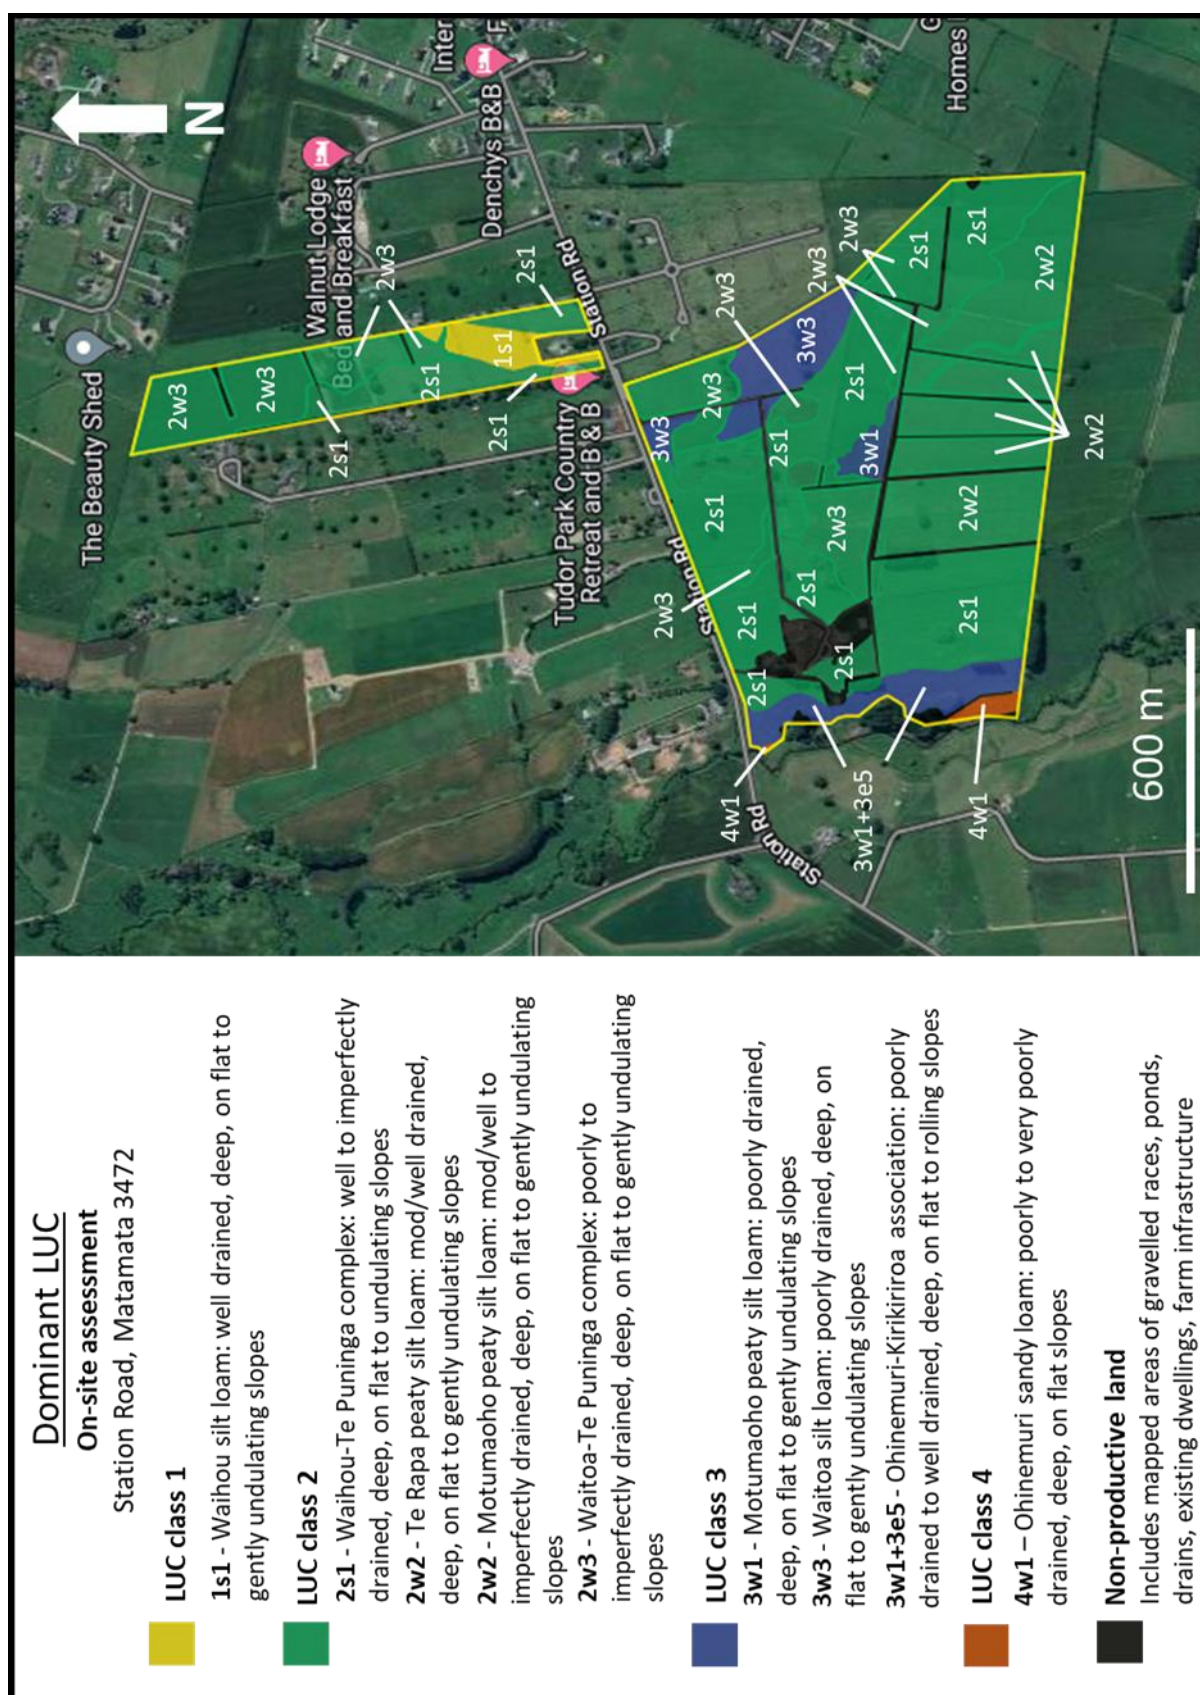 Dominant LUC
On-site assessment
Station Road, Matamata 3472
LUC class 1
1s1 - Waihou silt loam: well drained, deep, on flat to
gently undulating slopes
LUC class 2
2s1 - Waihou-Te Puninga complex: well to imperfectly
drained, deep, on flat to undulating slopes
2w2 - Te Rapa peaty silt loam: mod/well drained,
deep, on flat to gently undulating slopes
2w2 - Motumaoho peaty silt loam: mod/well to
imperfectly drained, deep, on flat to gently undulating
slopes
2w3 - Waitoa-Te Puninga complex: poorly to
imperfectly drained, deep, on flat to gently undulating
slopes
LUC class 3
3w1 - Motumaoho peaty silt loam: poorly drained,
deep, on flat to gently undulating slopes
3w3 - Waitoa silt loam: poorly drained, deep, on
flat to gently undulating slopes
3w1+3e5 - Ohinemuri-Kirikiriroa association: poorly
drained to well drained, deep, on flat to rolling slopes
LUC class 4
4w1 – Ohinemuri sandy loam: poorly to very poorly
drained, deep, on flat slopes
Non-productive land
Includes mapped areas of gravelled races, ponds,
drains, existing dwellings, farm infrastructure
N
The Beauty Shed
Walnut Lodge
Bed and Breakfast
Inter
Denchys B&B
F
Tudor Park Country
Retreat and B&B
Homes
G
Station Rd
Station Rd
Station Rd
Station Rd
2w3
2w3
2w3
2s1
2s1
1s1
2s1
2s1
3w3
2w3
2w3
3w3
2w3
2w3
2s1
2s1
2s1
2w3
2s1
2s1
2s1
2w3
2s1
3w1
2s1
2s1
2s1
2w2
2w2
2w2
2s1
4w1
3w1+3e5
4w1
600 m